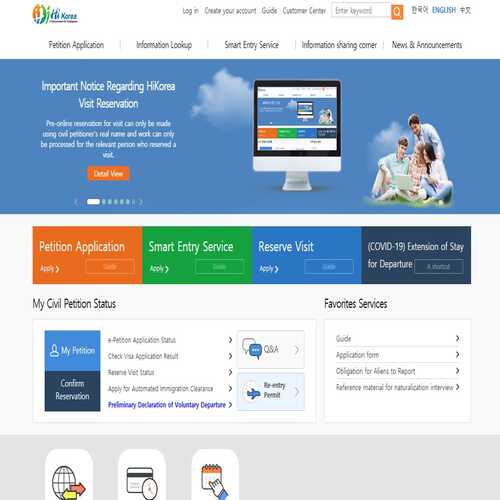 Hi Korea
Log in Create your account Guide Customer Center Enter keyword 한국어 ENGLISH 中文
Petition Application Information Lookup Smart Entry Service Information sharing corner News & Announcements
Important Notice Regarding HiKorea
Visit Reservation
Pre-online reservation for visit can only be made
using civil petitioner's real name and work can only
be processed for the relevant person who reserved a
visit.
Detail View
Petition Application Smart Entry Service Reserve Visit (COVID-19) Extension of Stay
for Departure
Apply Guide Apply Guide Apply Guide A shortcut
My Civil Petition Status Favorites Services
My Petition
Confirm
Reservation
e-Petition Application Status
Check Visa Application Result
Reserve Visit Status
Apply for Automated Immigration Clearance
Preliminary Declaration of Voluntary Departure
Q&A
Re-entry
Permit
Guide
Application form
Obligation for Aliens to Report
Reference material for naturalization interview